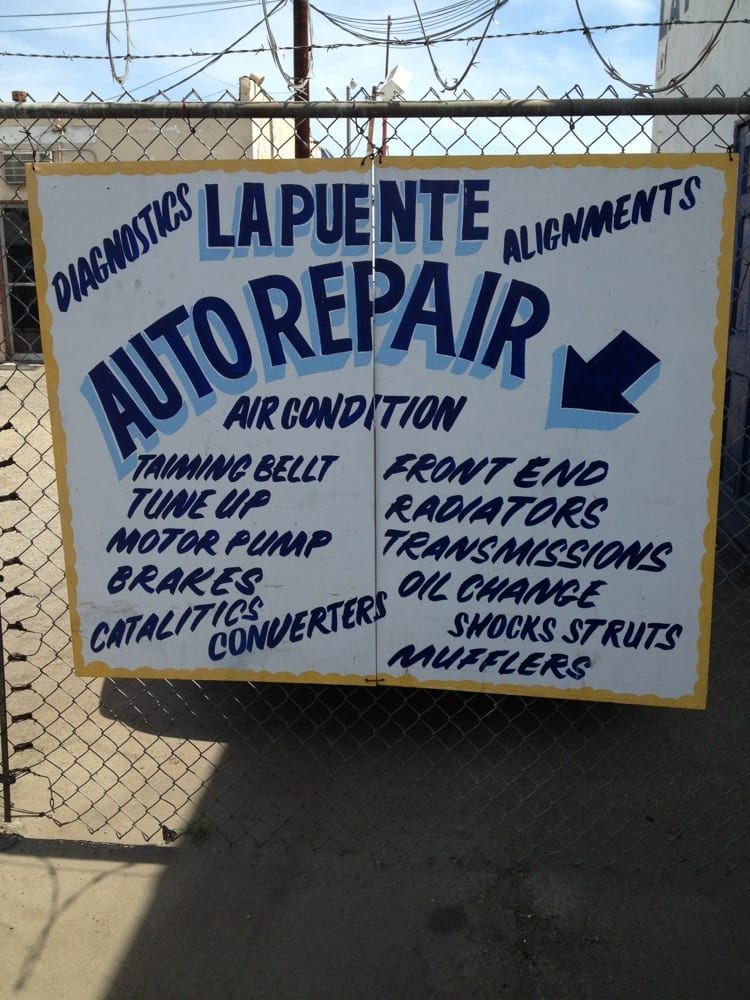 DIAGNOSTICS
LA PUENTE
ALIGNMENTS
AUTO REPAIR
AIR CONDITION
TAIMING BELLT
TUNE UP
MOTOR PUMP
BRAKES
CATALITICS
CONVERTERS
FRONT END
RADIATORS
TRANSMISSIONS
OIL CHANGE
SHOCKS STRUTS
MUFFLERS